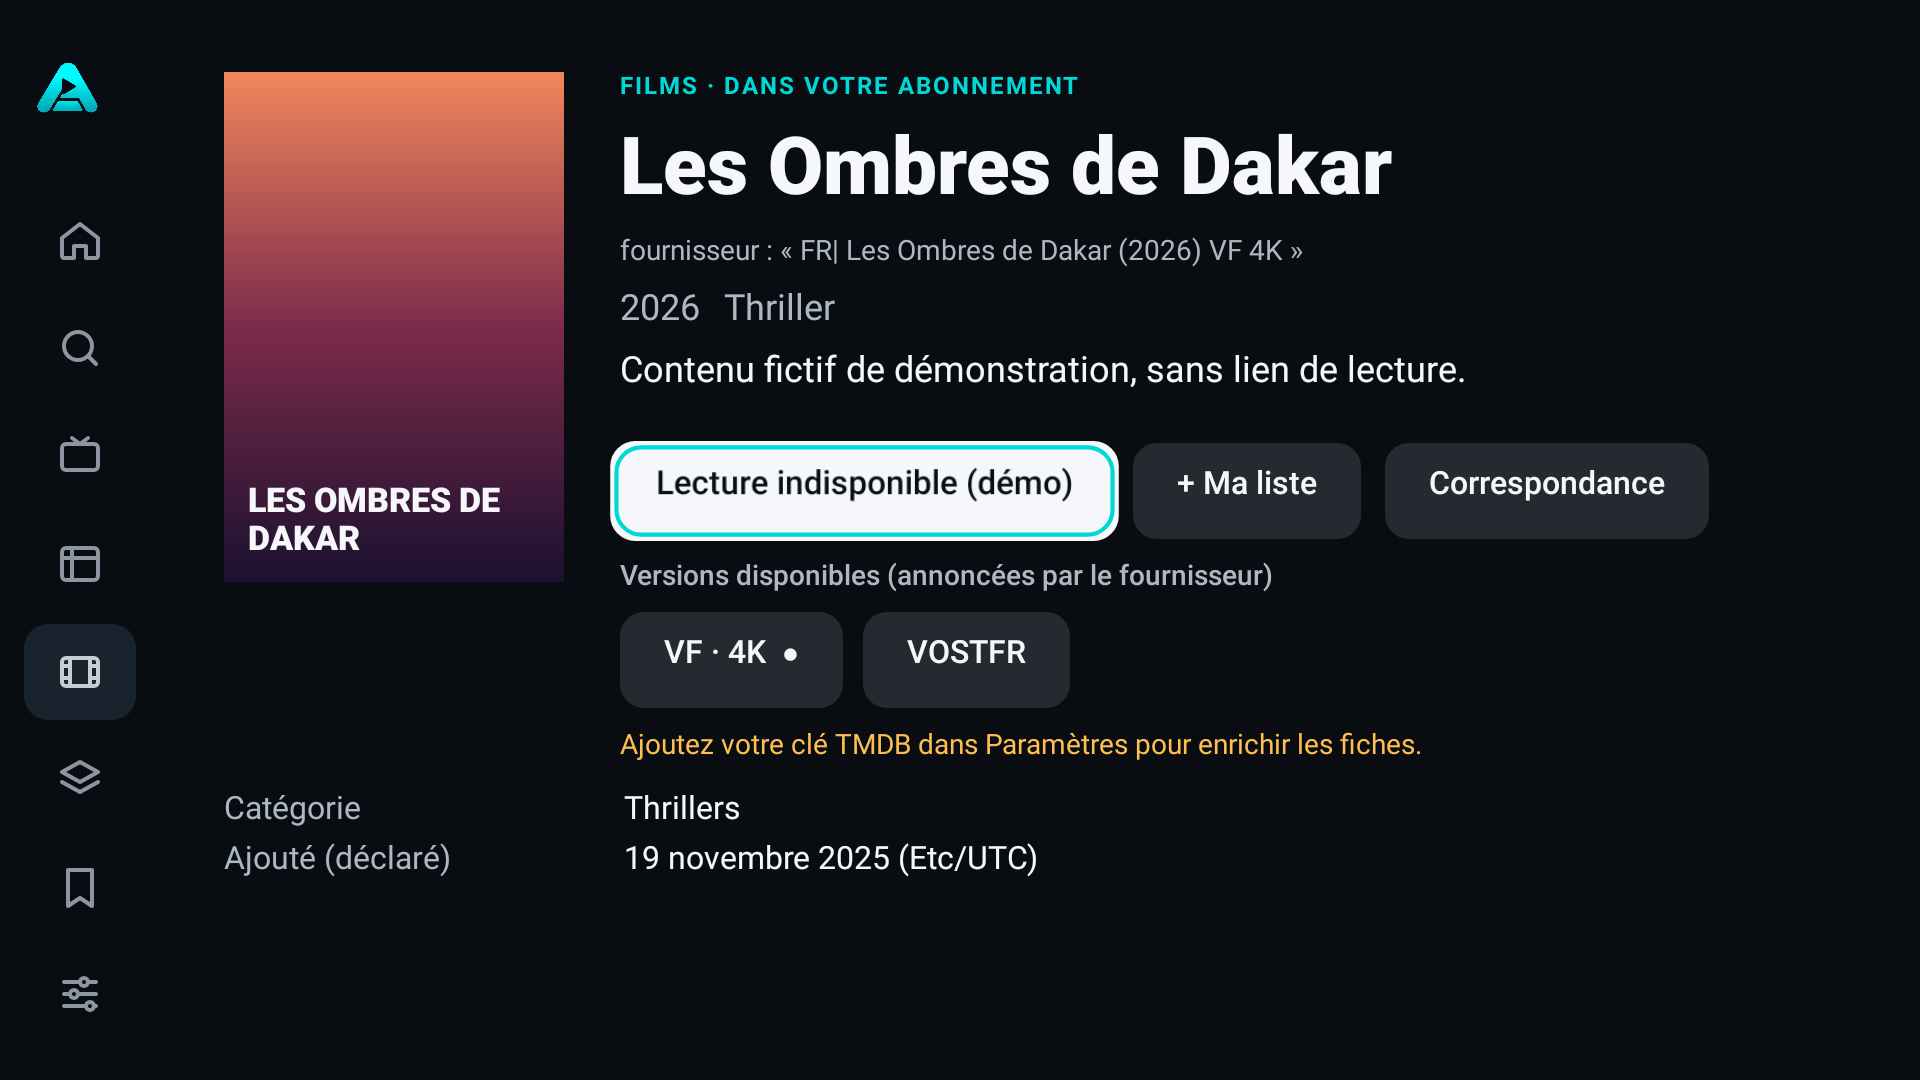 FILMS · DANS VOTRE ABONNEMENT
Les Ombres de Dakar
fournisseur : « FR| Les Ombres de Dakar (2026) VF 4K »
2026 Thriller
Contenu fictif de démonstration, sans lien de lecture.
LES OMBRES DE
DAKAR
Lecture indisponible (démo)
+ Ma liste
Correspondance
Versions disponibles (annoncées par le fournisseur)
VF · 4K ●
VOSTFR
Ajoutez votre clé TMDB dans Paramètres pour enrichir les fiches.
Catégorie Thrillers
Ajouté (déclaré) 19 novembre 2025 (Etc/UTC)